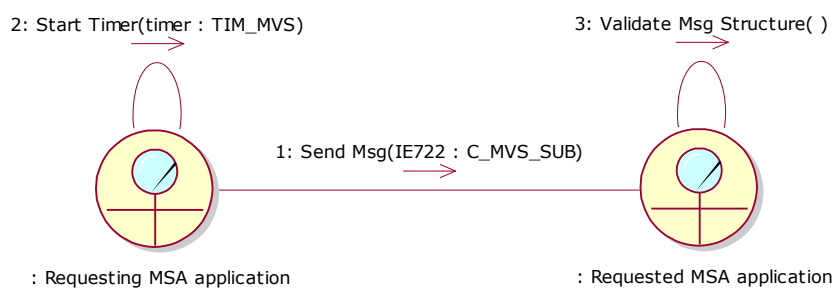 2: Start Timer(timer : TIM_MVS)
3: Validate Msg Structure( )
1: Send Msg(IE722 : C_MVS_SUB)
: Requesting MSA application
: Requested MSA application